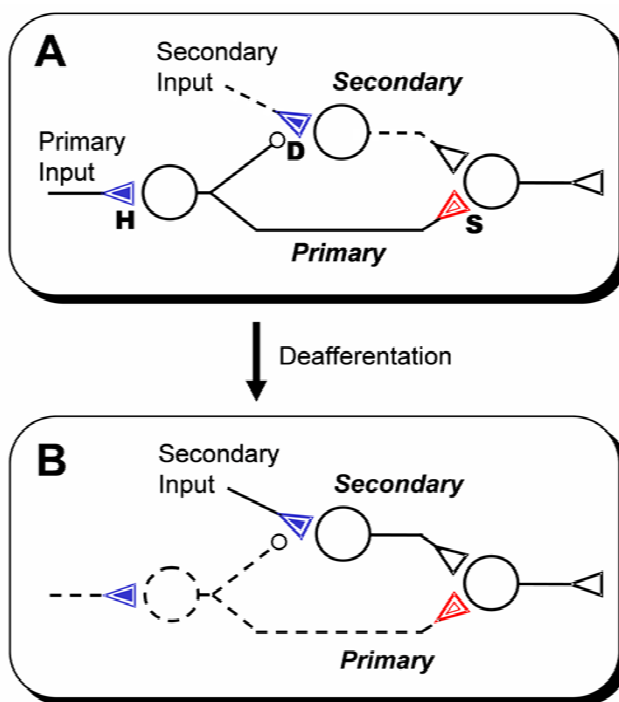 A
Secondary
Input
Secondary
Primary
Input
D
H
S
Primary
Deafferentation
B
Secondary
Input
Secondary
Primary